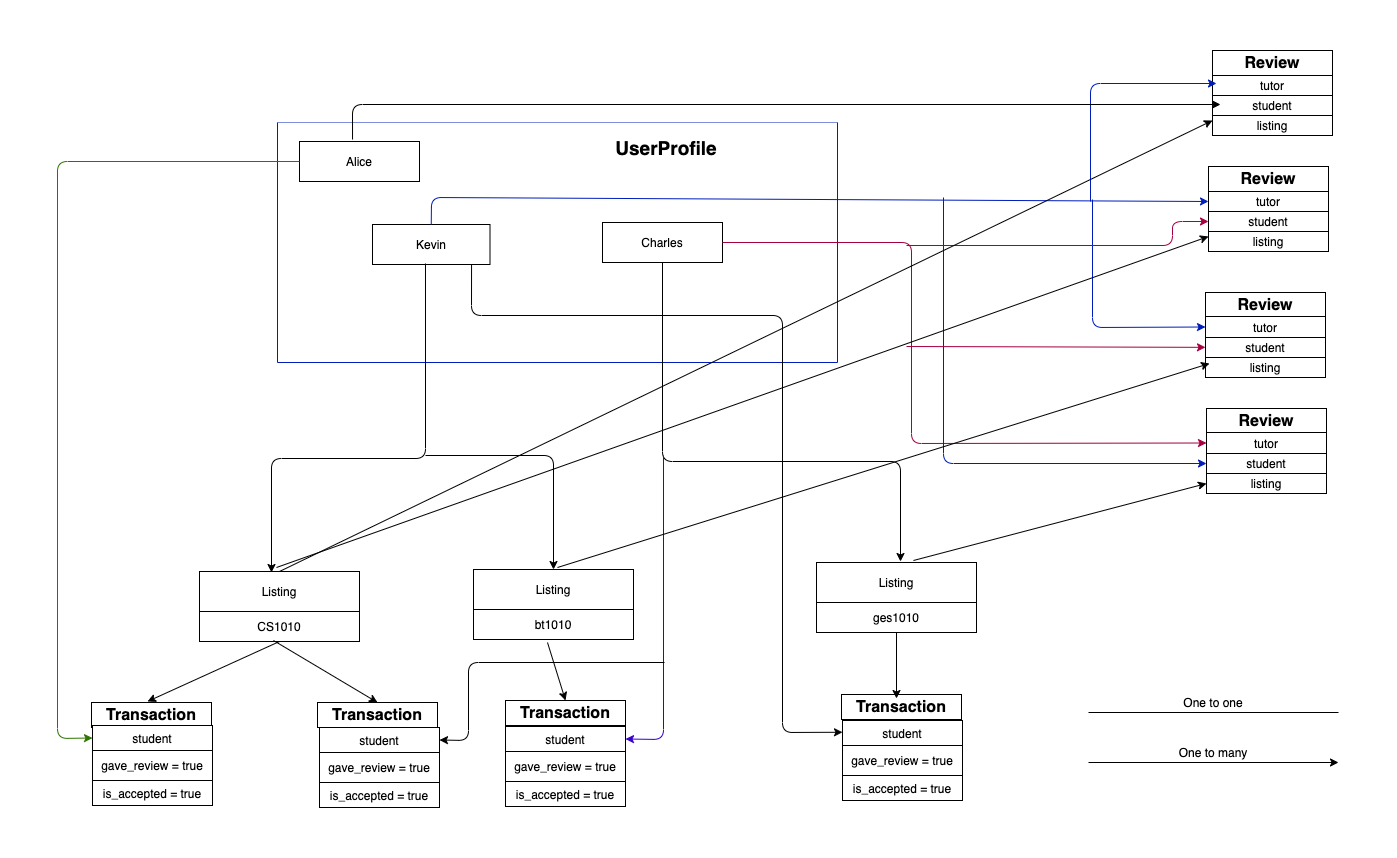 Review
tutor
student
listing
UserProfile
Alice
Review
tutor
student
listing
Kevin
Charles
Review
tutor
student
listing
Review
tutor
student
listing
Listing
CS1010
Listing
bt1010
Listing
ges1010
Transaction
student
gave_review = true
is_accepted = true
Transaction
student
gave_review = true
is_accepted = true
Transaction
student
gave_review = true
is_accepted = true
Transaction
student
gave_review = true
is_accepted = true
One to one
One to many